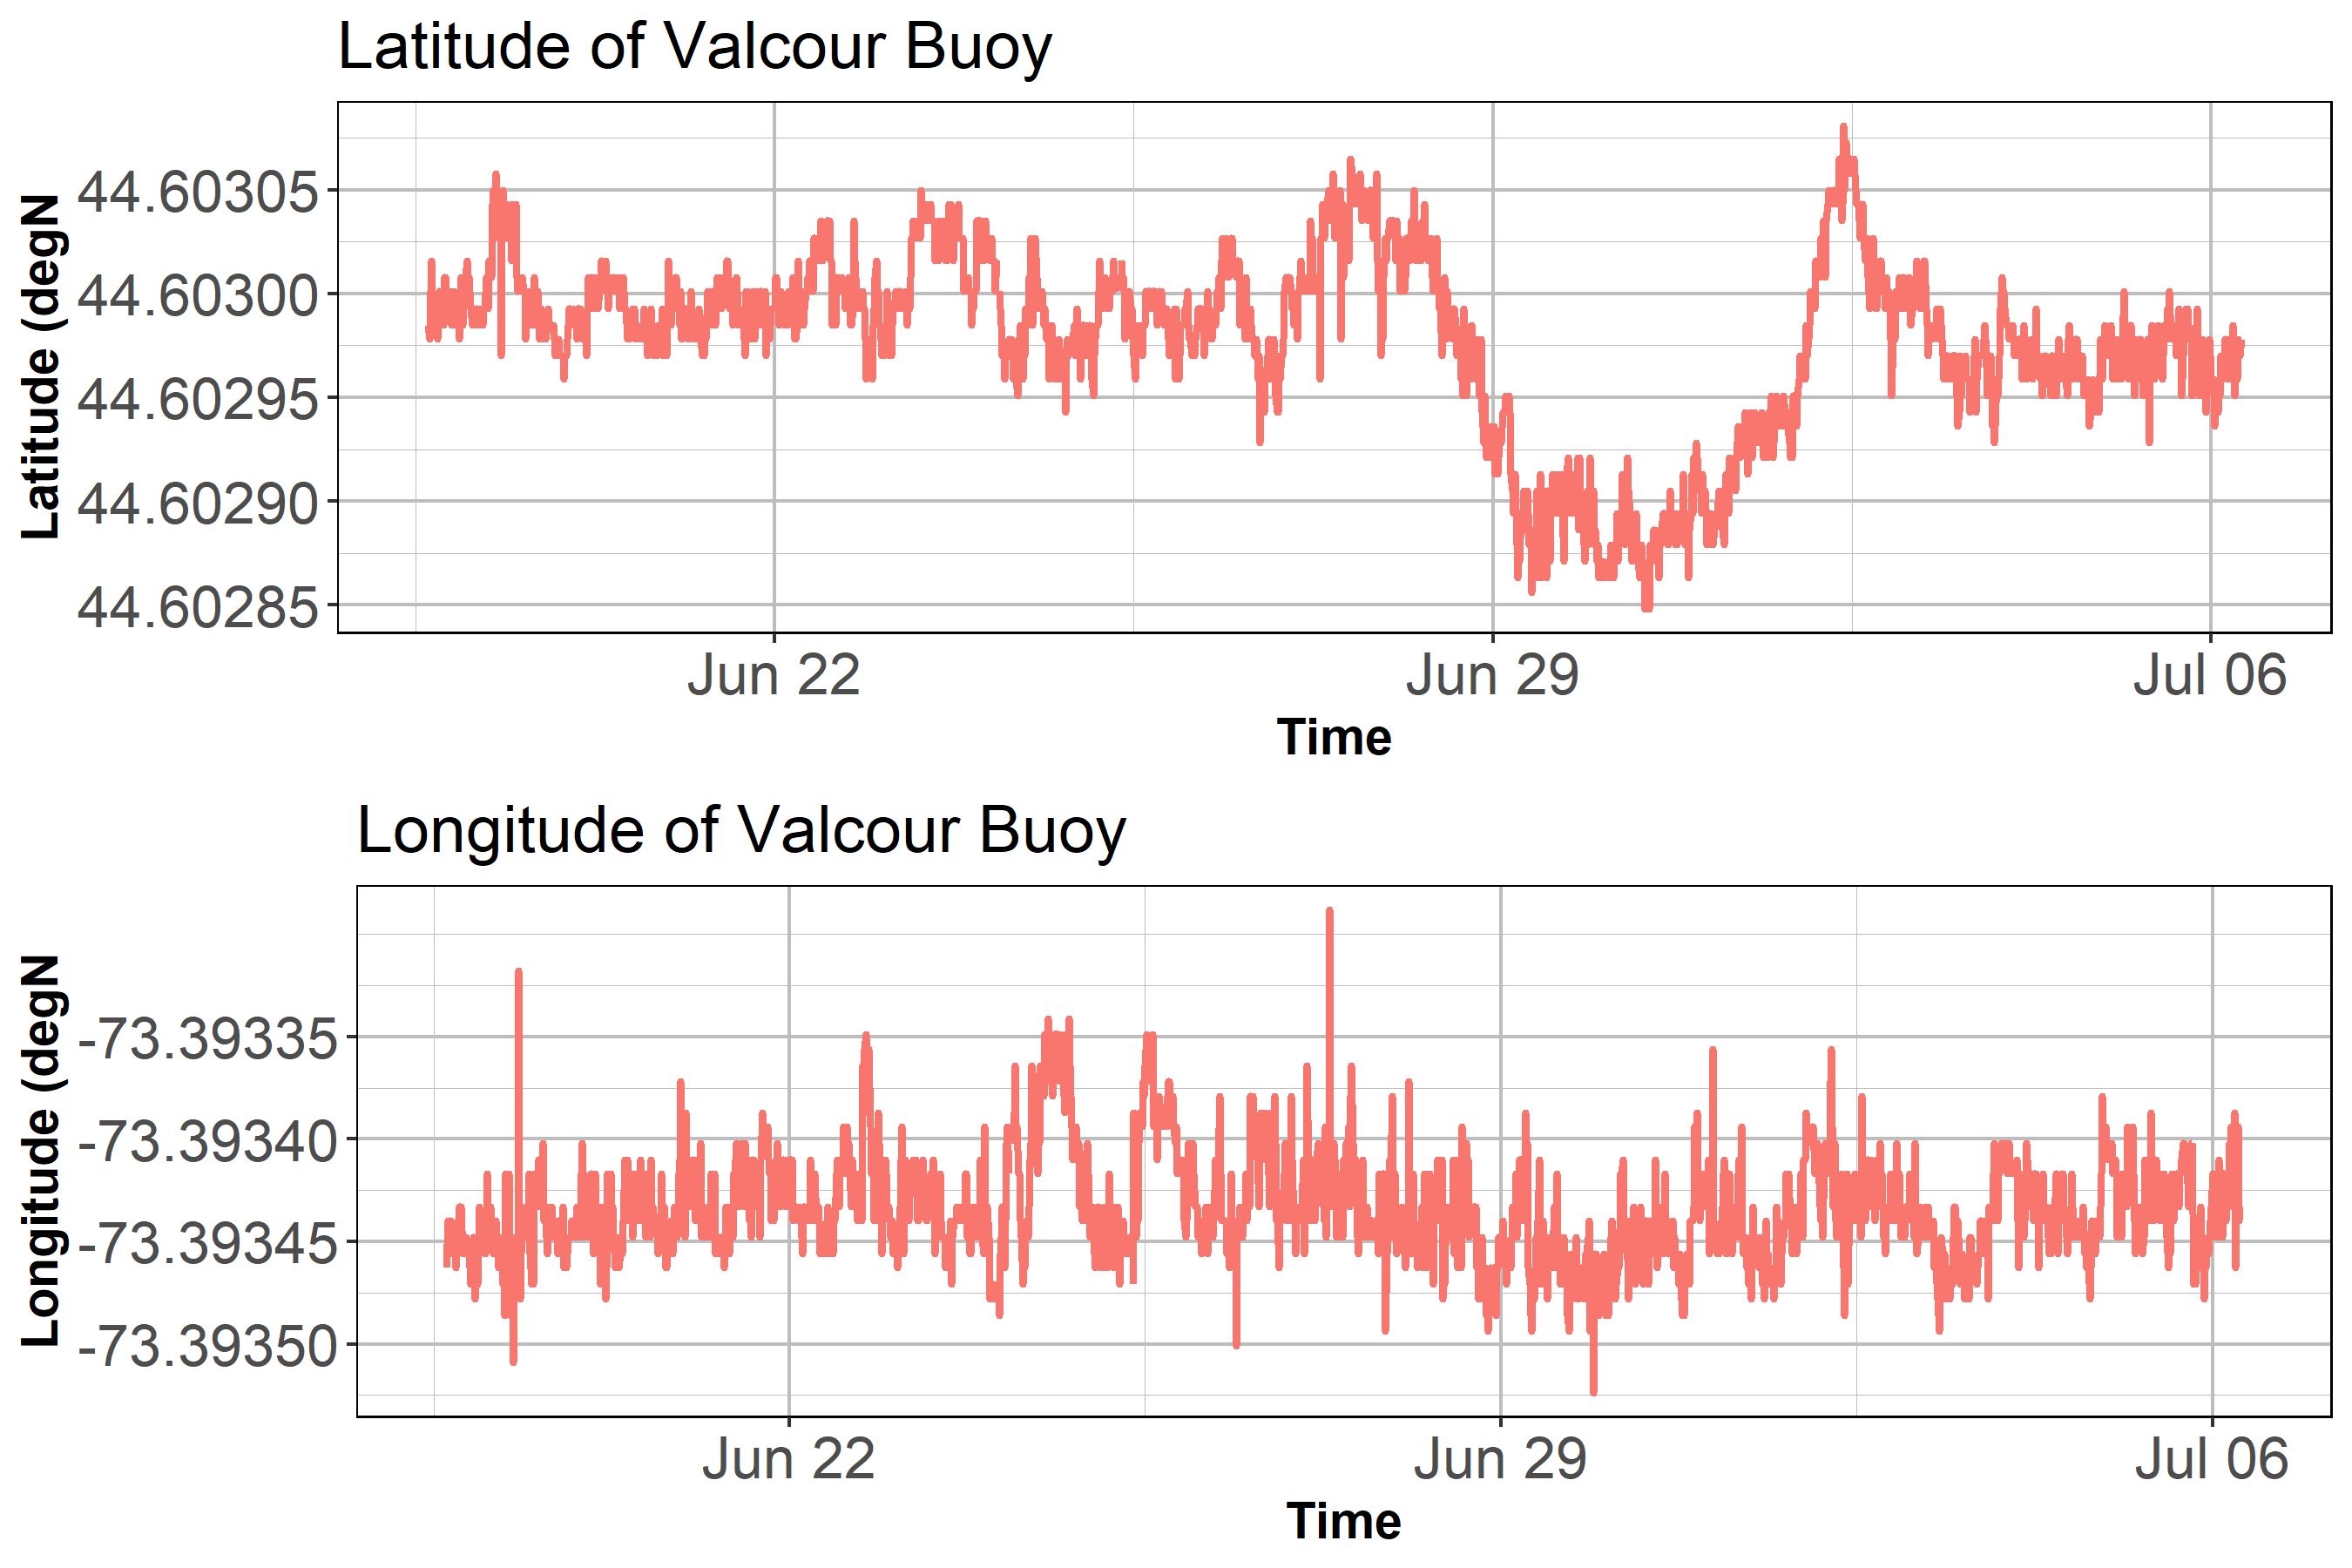 Latitude of Valcour Buoy
Latitude (degN
44.60305
44.60300
44.60295
44.60290
44.60285
Jun 22 Jun 29 Jul 06
Time
Longitude of Valcour Buoy
Longitude (degN
-73.39335
-73.39340
-73.39345
-73.39350
Jun 22 Jun 29 Jul 06
Time